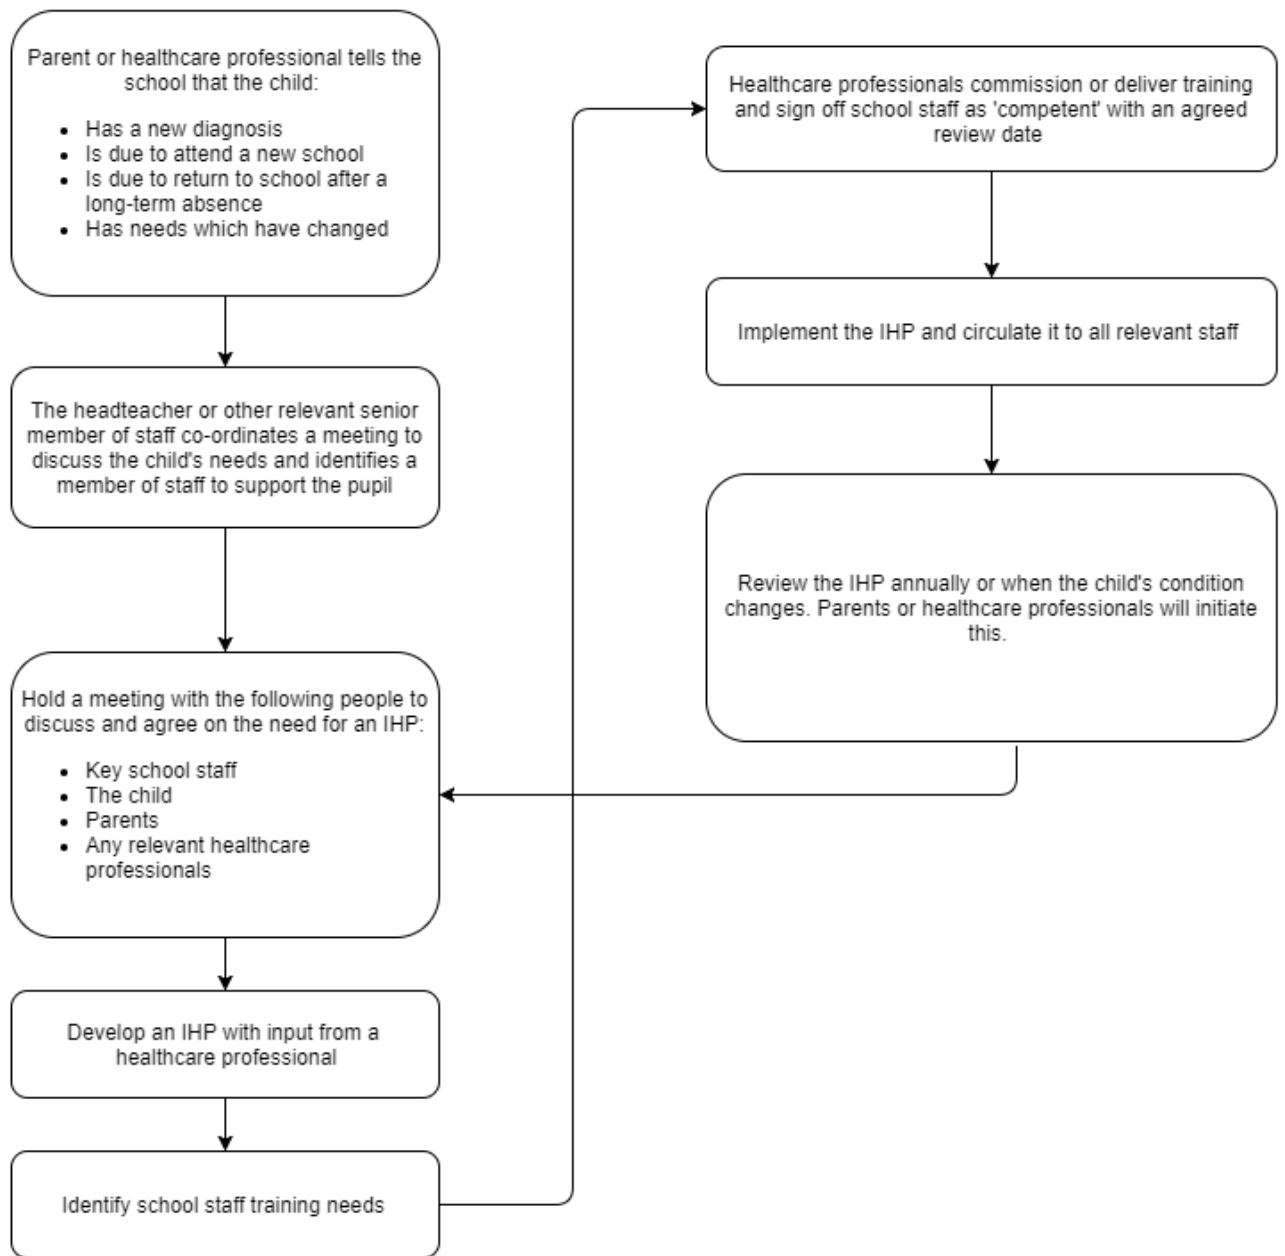 Parent or healthcare professional tells the
school that the child:
• Has a new diagnosis
• Is due to attend a new school
• Is due to return to school after a
long-term absence
• Has needs which have changed
The headteacher or other relevant senior
member of staff co-ordinates a meeting to
discuss the child's needs and identifies a
member of staff to support the pupil
Hold a meeting with the following people to
discuss and agree on the need for an IHP:
• Key school staff
• The child
• Parents
• Any relevant healthcare
professionals
Develop an IHP with input from a
healthcare professional
Identify school staff training needs
Healthcare professionals commission or deliver training
and sign off school staff as 'competent' with an agreed
review date
Implement the IHP and circulate it to all relevant staff
Review the IHP annually or when the child's condition
changes. Parents or healthcare professionals will initiate
this.